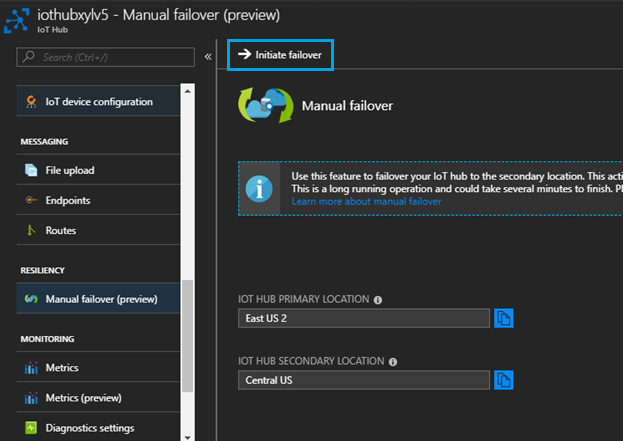 iothubxylv5 - Manual failover (preview)
IoT Hub
Search (Ctrl+/)
IoT device configuration
MESSAGING
File upload
Endpoints
Routes
RESILIENCY
Manual failover (preview)
MONITORING
Metrics
Metrics (preview)
Diagnostics settings
Initiate failover
Manual failover
Use this feature to failover your IoT hub to the secondary location. This
This is a long running operation and could take several minutes to finish.
Learn more about manual failover
IOT HUB PRIMARY LOCATION
East US 2
IOT HUB SECONDARY LOCATION
Central US